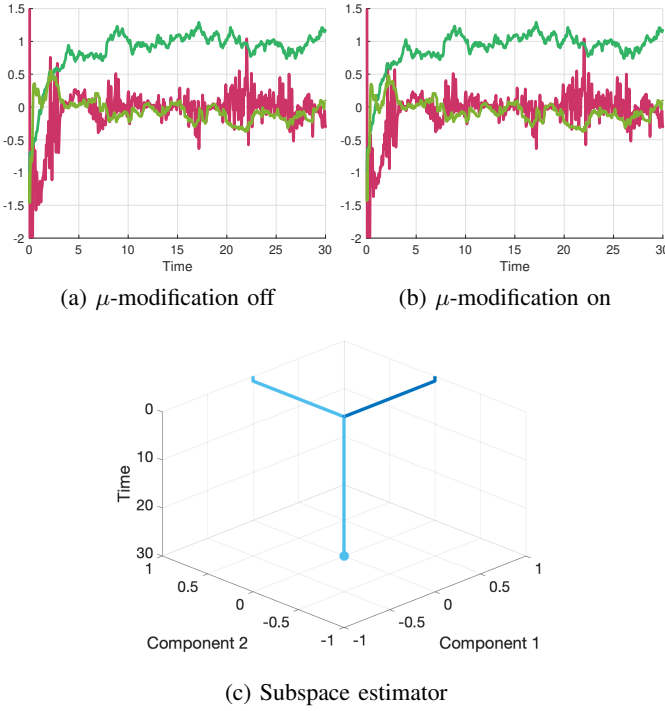 1.5 1.5
1 1
0.5 0.5
0 0
-0.5 -0.5
-1 -1
-1.5 -1.5
-2 -2
0 5 10 15 20 25 30 0 5 10 15 20 25 30
Time Time
(a) μ-modification off (b) μ-modification on
0
10
20
30
Time
1 0.5 0 -0.5 -1 -1 -0.5 0 0.5 1
Component 2 Component 1
(c) Subspace estimator